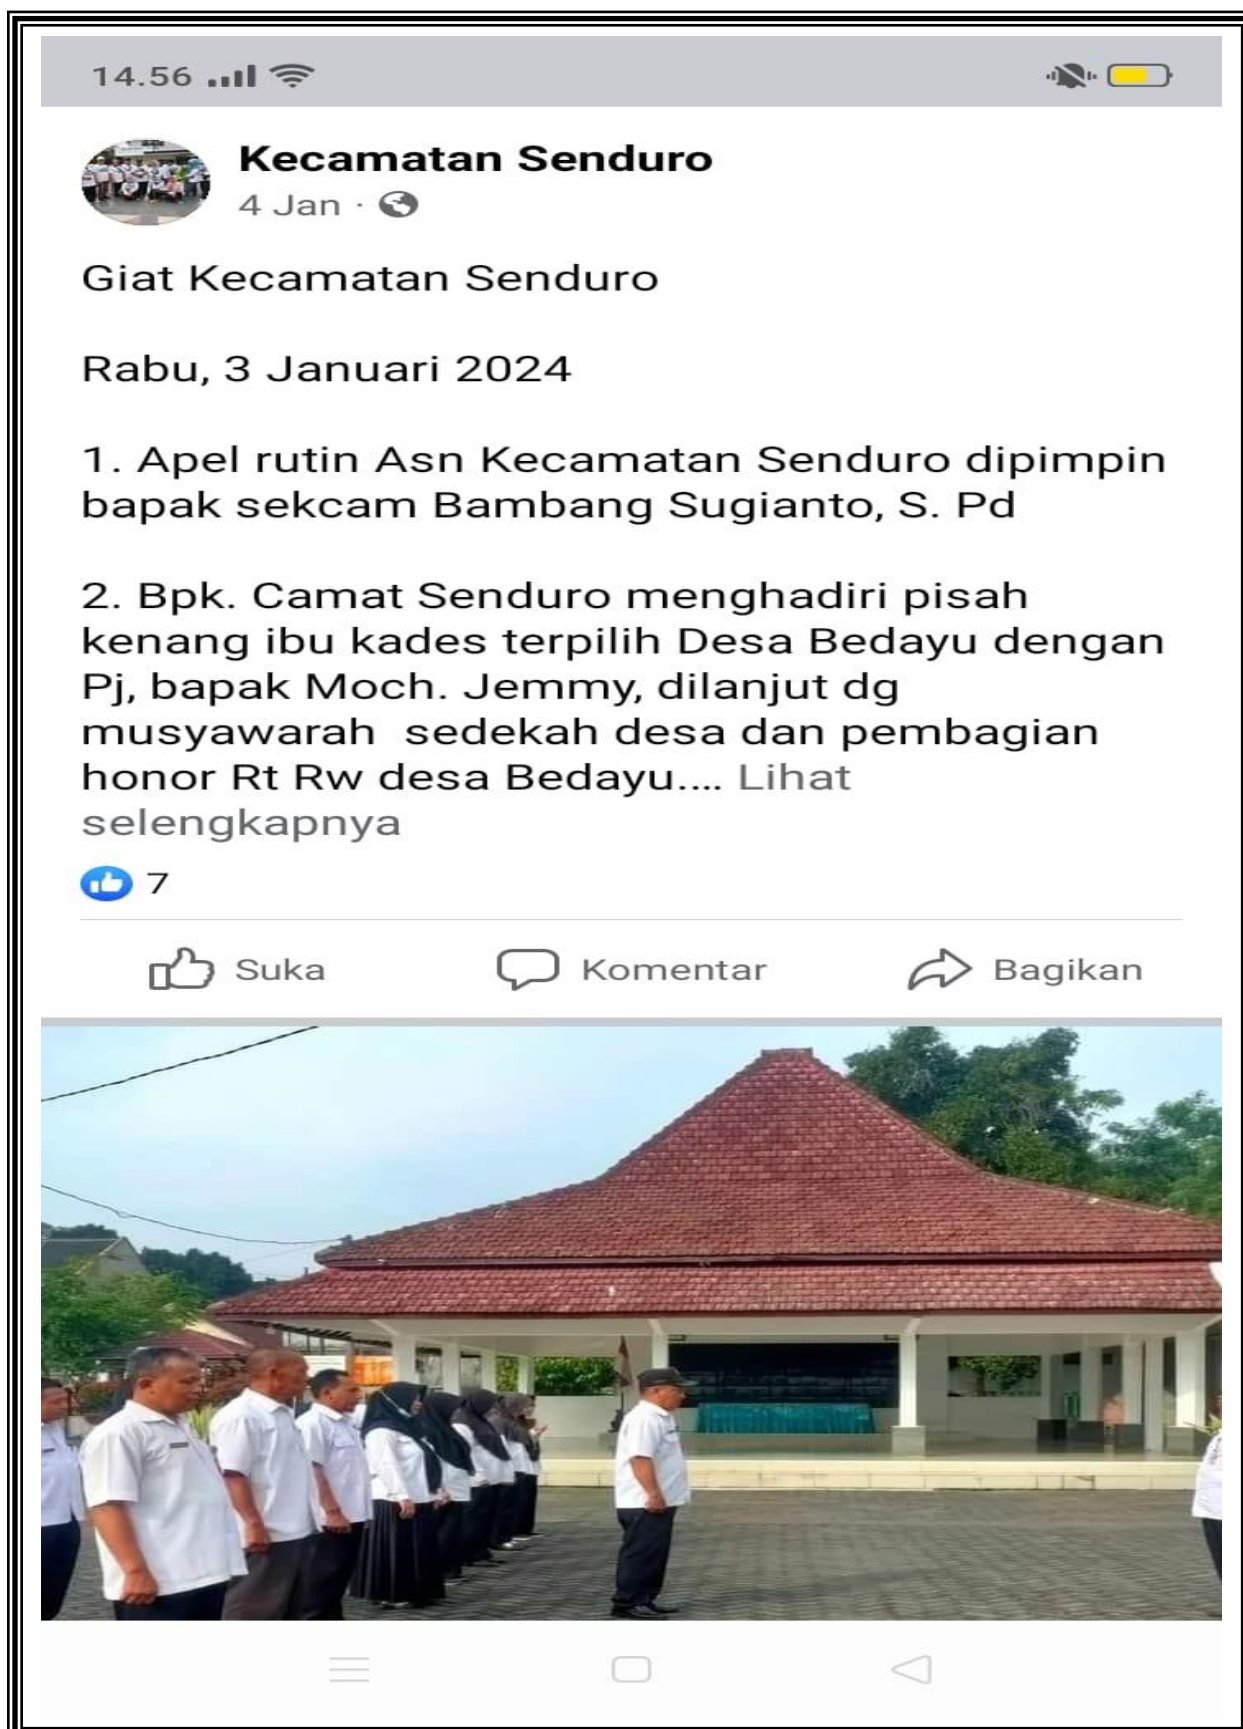 14.56
Kecamatan Senduro
4 Jan ·
Giat Kecamatan Senduro
Rabu, 3 Januari 2024
1. Apel rutin Asn Kecamatan Senduro dipimpin
bapak sekcam Bambang Sugianto, S. Pd
2. Bpk. Camat Senduro menghadiri pisah
kenang ibu kades terpilih Desa Bedayu dengan
Pj, bapak Moch. Jemmy, dilanjut dg
musyawarah  sedekah desa dan pembagian
honor Rt Rw desa Bedayu.... Lihat
selengkapnya
7
Suka Komentar Bagikan